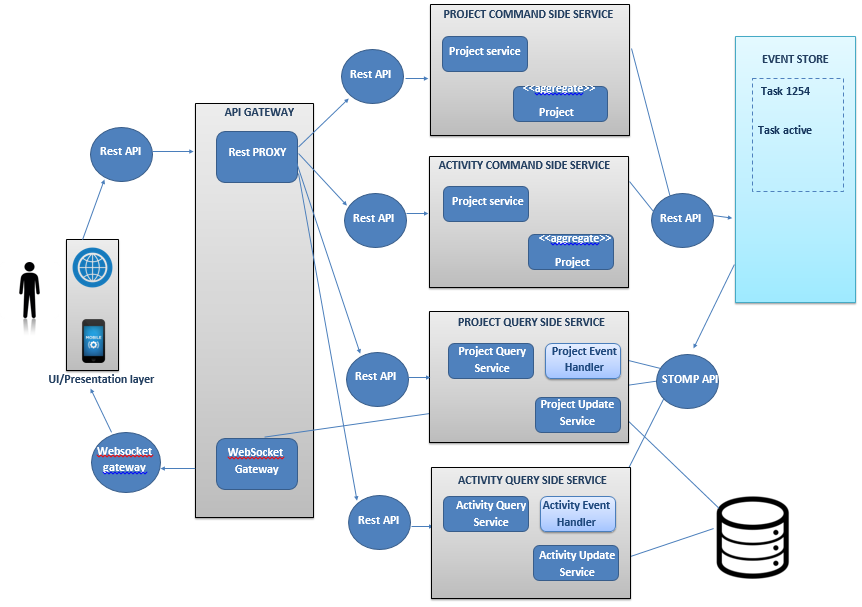 PROJECT COMMAND SIDE SERVICE
Project service
<<aggregate>>
Project
Rest API
EVENT STORE
Task 1254
Task active
API GATEWAY
Rest PROXY
Rest API
ACTIVITY COMMAND SIDE SERVICE
Project service
<<aggregate>>
Project
Rest API
Rest API
MOBILE
UI/Presentation layer
PROJECT QUERY SIDE SERVICE
Project Query
Service
Project Event
Handler
Project Update
Service
Rest API
STOMP API
Websocket
gateway
WebSocket
Gateway
ACTIVITY QUERY SIDE SERVICE
Activity Query
Service
Activity Event
Handler
Activity Update
Service
Rest API